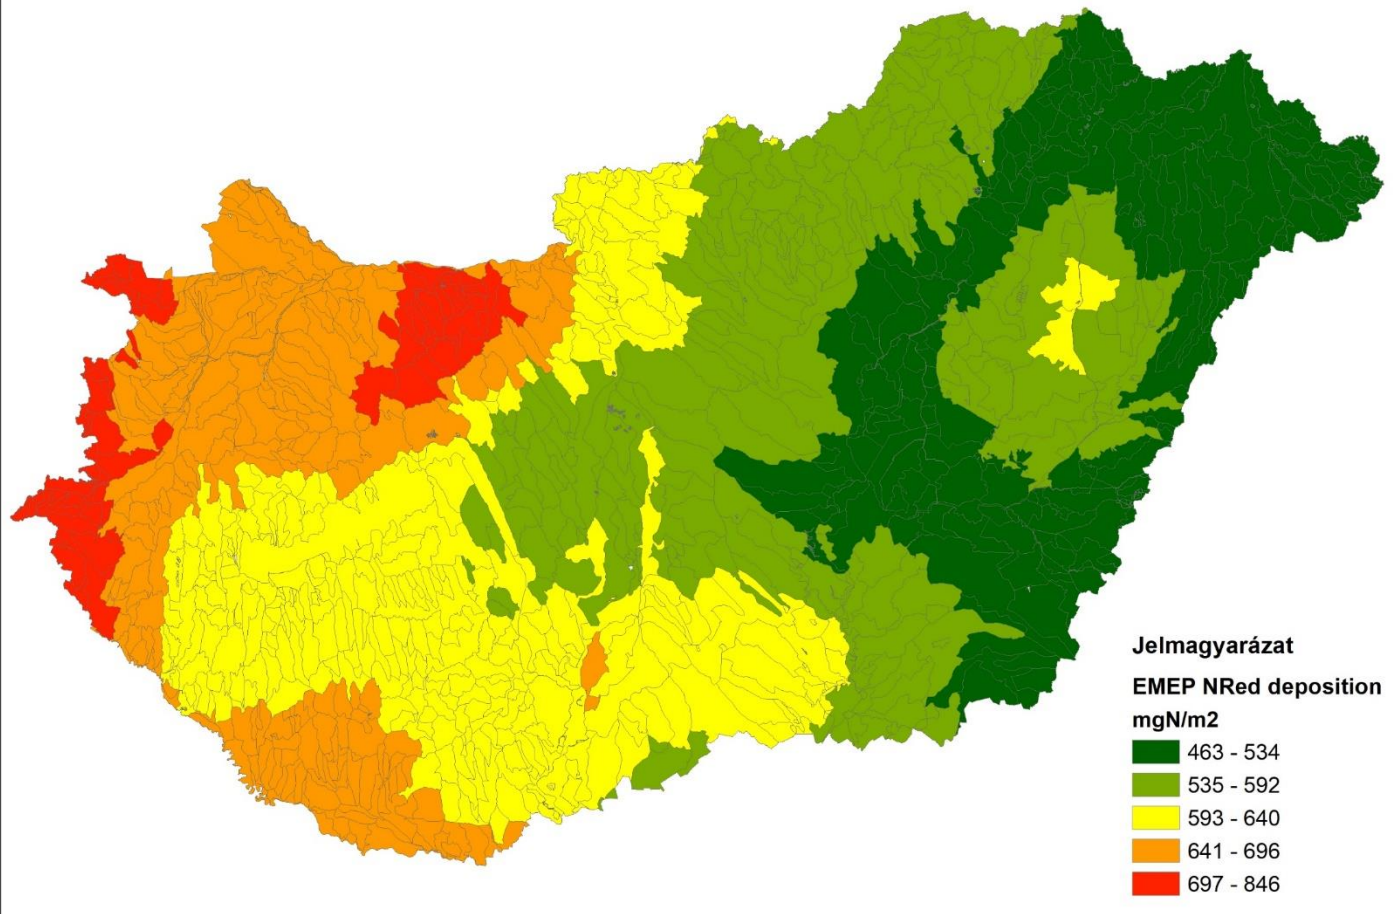 Jelmagyarázat
EMEP NRed deposition
mgN/m2
463 - 534
535 - 592
593 - 640
641 - 696
697 - 846